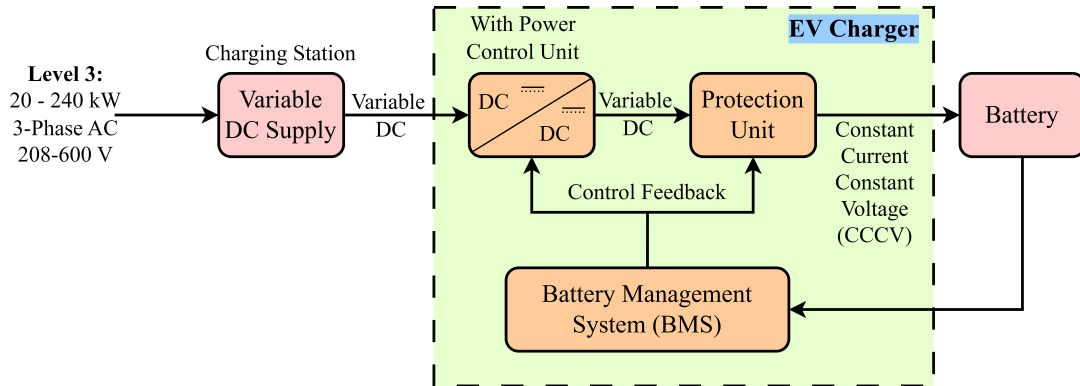 Level 3:
20 - 240 kW
3-Phase AC
208-600 V
Charging Station
Variable
DC Supply
Variable
DC
With Power
Control Unit
EV Charger
DC
DC
Variable
DC
Protection
Unit
Constant
Current
Constant
Voltage
(CCCV)
Battery
Control Feedback
Battery Management
System (BMS)